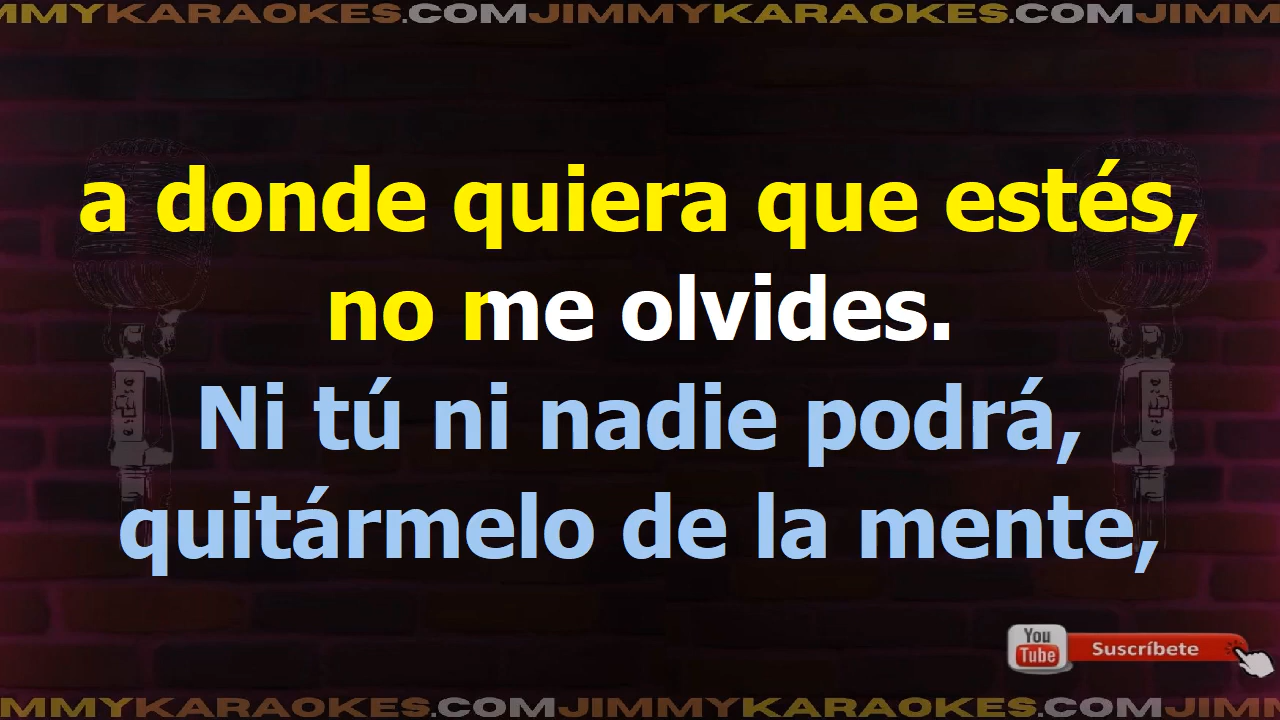 MMYKARAOKES.COMJIMMYKARAOKES.COMJIMM
a donde quiera que estés,
no me olvides.
Ni tú ni nadie podrá,
quitármelo de la mente,
You
Tube
Suscríbete
MMYKARAOKES.COMJIMMYKARAOKES.COMJIMM